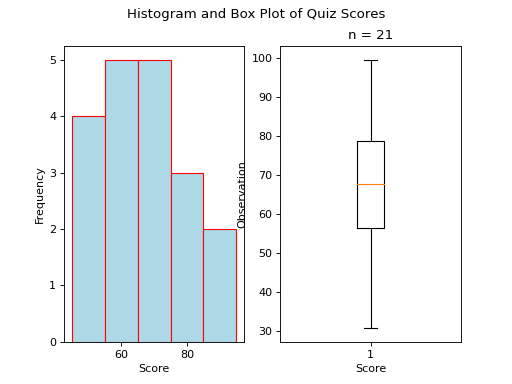 Histogram and Box Plot of Quiz Scores
5
4
3
2
1
0
Frequency
60 80
Score
n = 21
100
90
80
70
60
50
40
30
Observation
1
Score